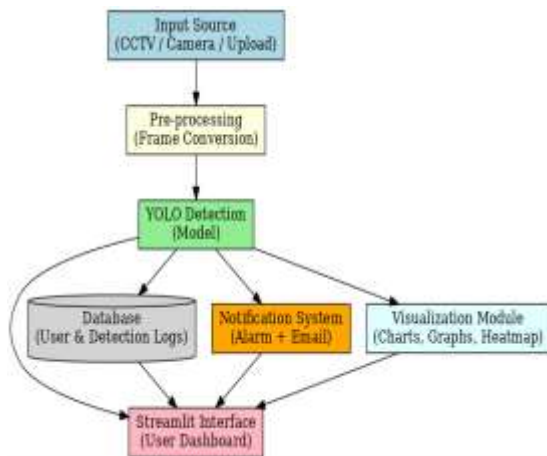 Input Source
(CCTV / Camera / Upload)
Pre-processing
(Frame Conversion)
YOLO Detection
(Model)
Database
(User & Detection Logs)
Notification System
(Alarm + Email)
Visualization Module
(Charts, Graphs, Heatmap)
Streamlit Interface
(User Dashboard)